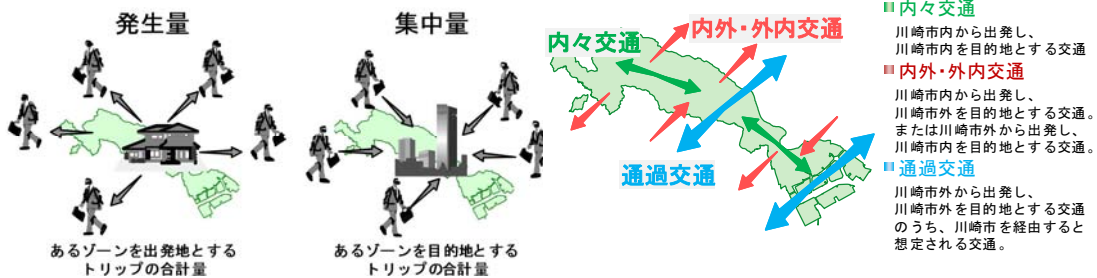 発生量
あるゾーンを出発地とする
トリップの合計量
集中量
あるゾーンを目的地とする
トリップの合計量
内々交通
内外・外内交通
通過交通
内々交通
川崎市内から出発し、
川崎市内を目的地とする交通
内外・外内交通
川崎市内から出発し、
川崎市外を目的地とする交通。
または川崎市外から出発し、
川崎市内を目的地とする交通。
通過交通
川崎市外から出発し、
川崎市外を目的地とする交通
のうち、川崎市を経由すると
想定される交通。